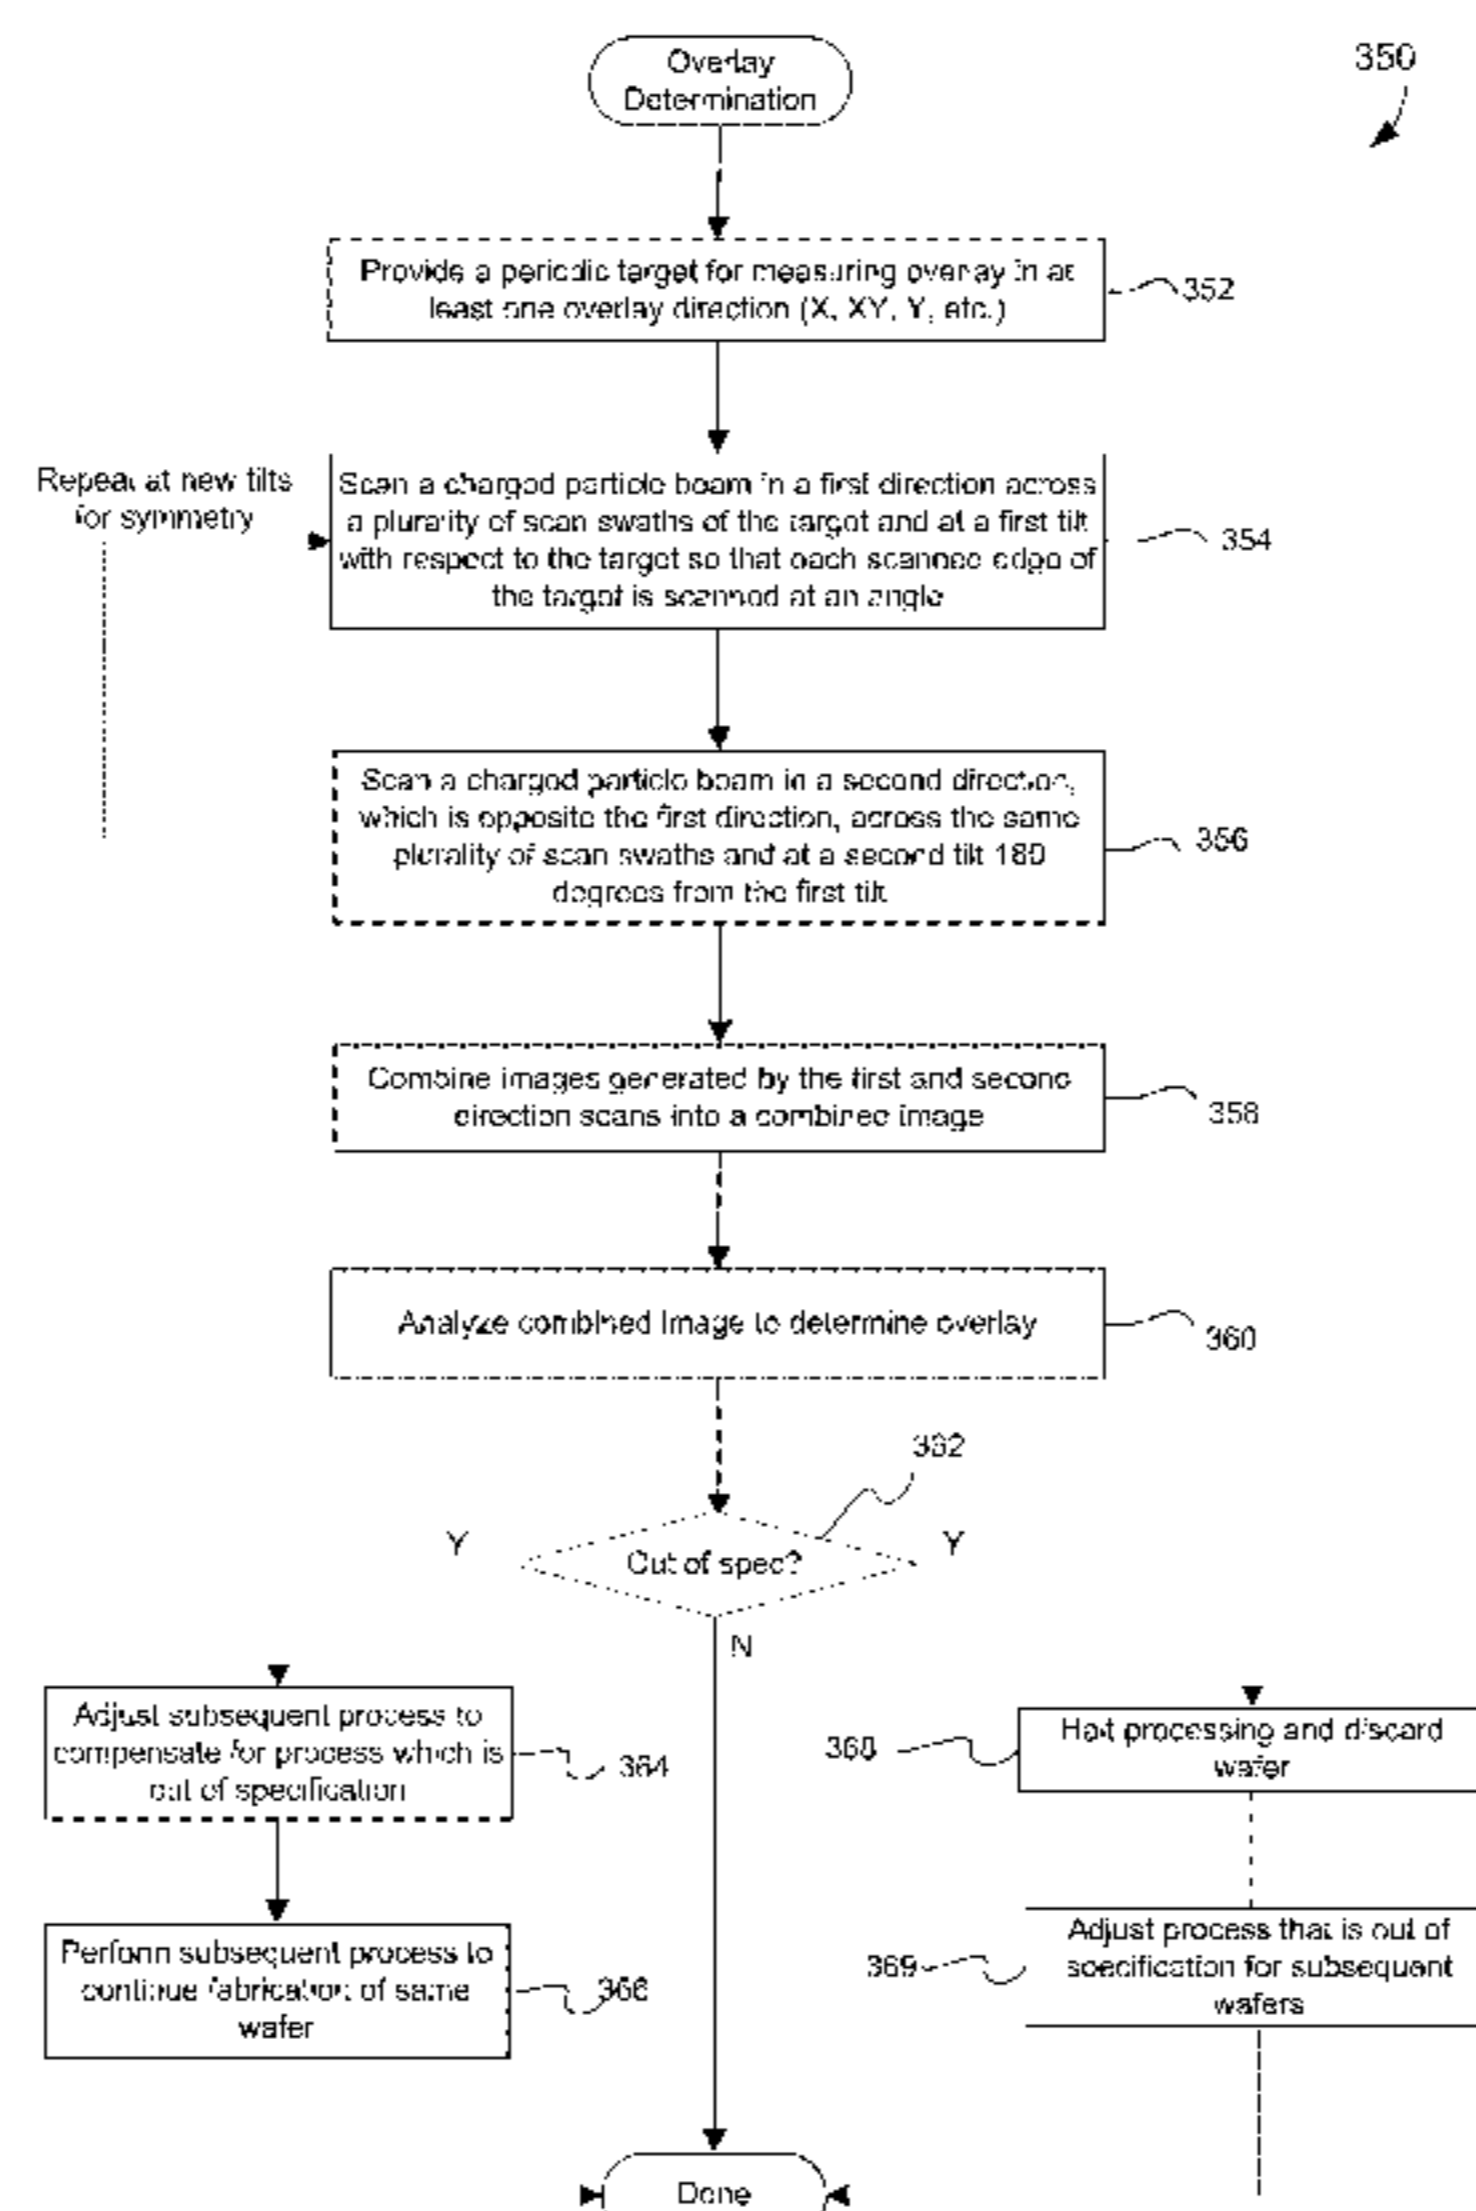 Overlay
Determination
350
Provide a periodic target for measuring overlay in at
least one overlay direction (X, XY, Y, etc.)
352
Repeat at new tilts
for symmetry
Scan a charged particle beam in a first direction across
a plurality of scan swaths of the target and at a first tilt
with respect to the target so that each scanned edge of
the target is scanned at an angle
354
Scan a charged particle beam in a second direction,
which is opposite the first direction, across the same
plurality of scan swaths and at a second tilt 180
degrees from the first tilt
356
Combine images generated by the first and second
direction scans into a combined image
358
Analyze combined image to determine overlay
360
362
Y
Out of spec?
Y
N
Adjust subsequent process to
compensate for process which is
out of specification
364
368
Halt processing and discard
wafer
Perform subsequent process to
continue fabrication of same
wafer
366
369
Adjust process that is out of
specification for subsequent
wafers
Done